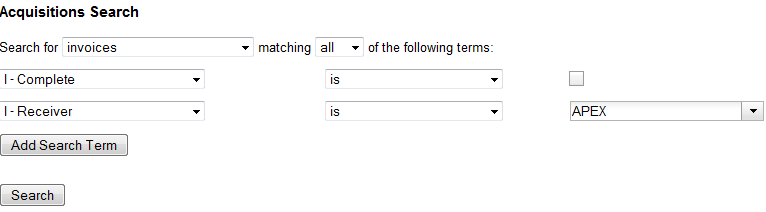 Acquisitions Search
Search for invoices matching all of the following terms:
I - Complete is
I - Receiver is APEX
Add Search Term
Search